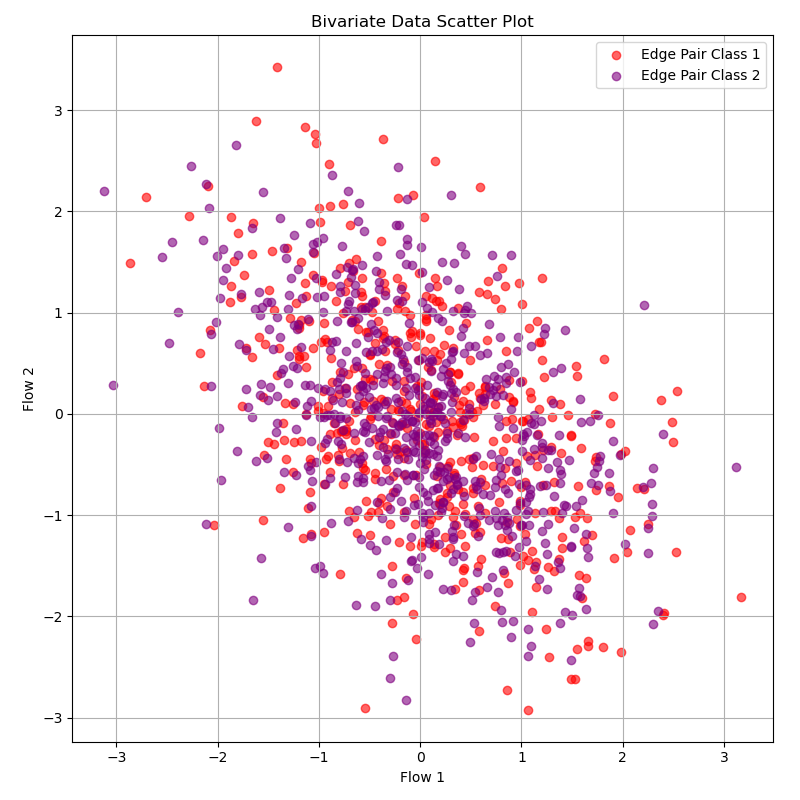 Bivariate Data Scatter Plot
Edge Pair Class 1
Edge Pair Class 2
3
2
1
0
−1
−2
−3
Flow 2
−3
−2
−1
0
1
2
3
Flow 1